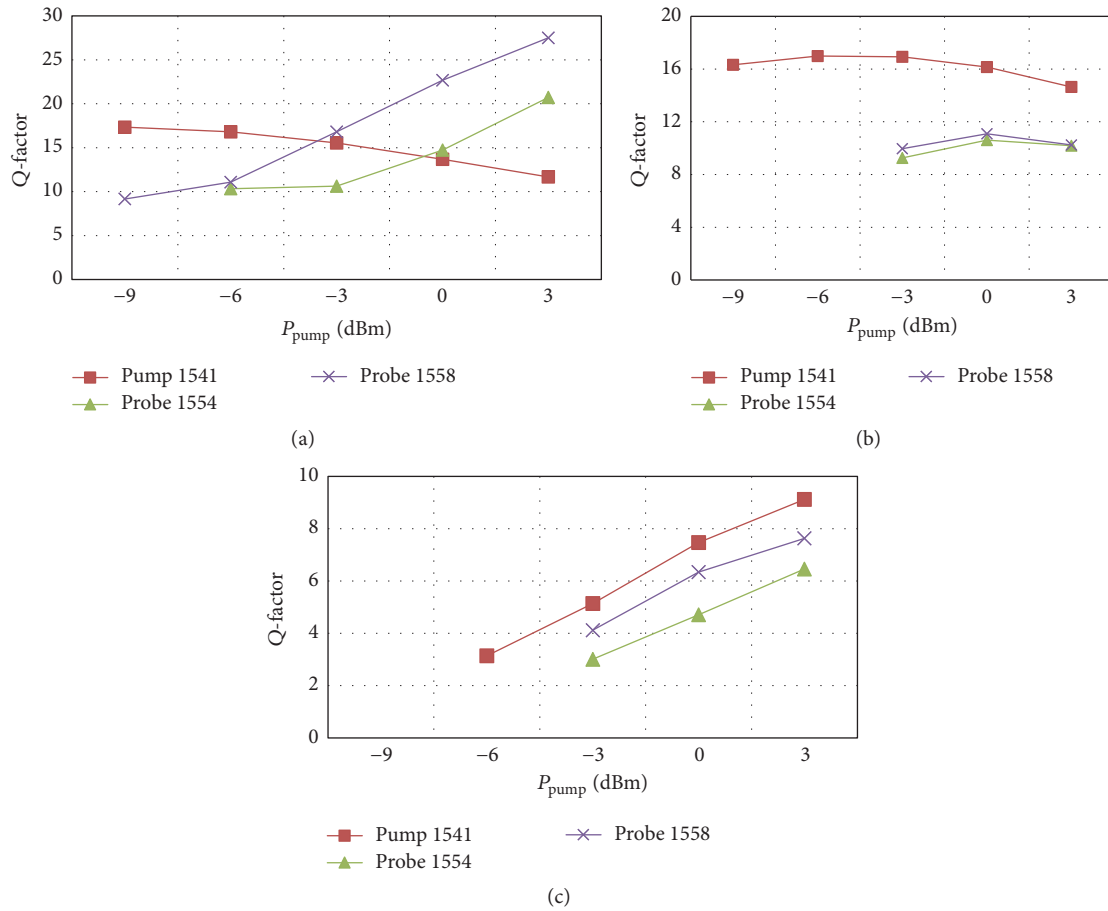 30
25
20
15
10
5
0
Q-factor
−9 −6 −3 0 3
P_pump (dBm)
Pump 1541
Probe 1554
Probe 1558
(a)
20
16
12
8
4
0
Q-factor
−9 −6 −3 0 3
P_pump (dBm)
Pump 1541
Probe 1554
Probe 1558
(b)
10
8
6
4
2
0
Q-factor
−9 −6 −3 0 3
P_pump (dBm)
Pump 1541
Probe 1554
Probe 1558
(c)